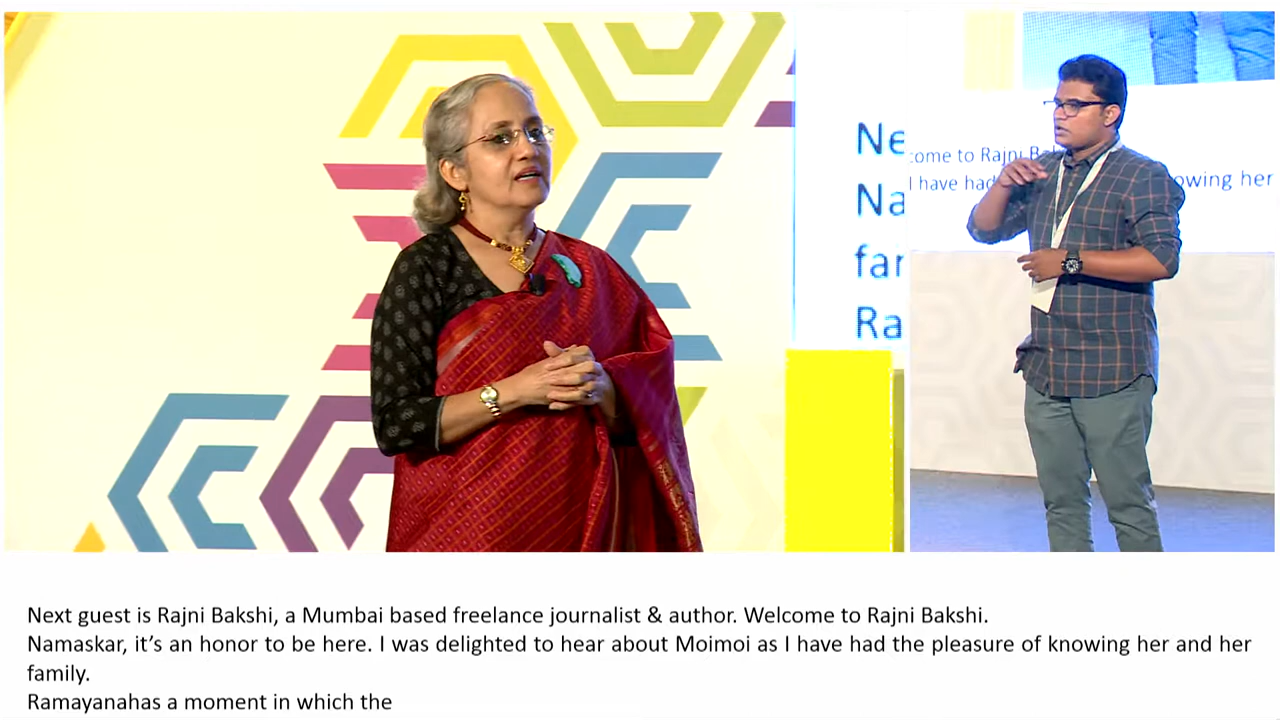 Ne
Na
far
Ra
come to Rajni Bak
I have had
owing her
Next guest is Rajni Bakshi, a Mumbai based freelance journalist & author. Welcome to Rajni Bakshi.
Namaskar, it’s an honor to be here. I was delighted to hear about Moimoi as I have had the pleasure of knowing her and her
family.
Ramayanahas a moment in which the